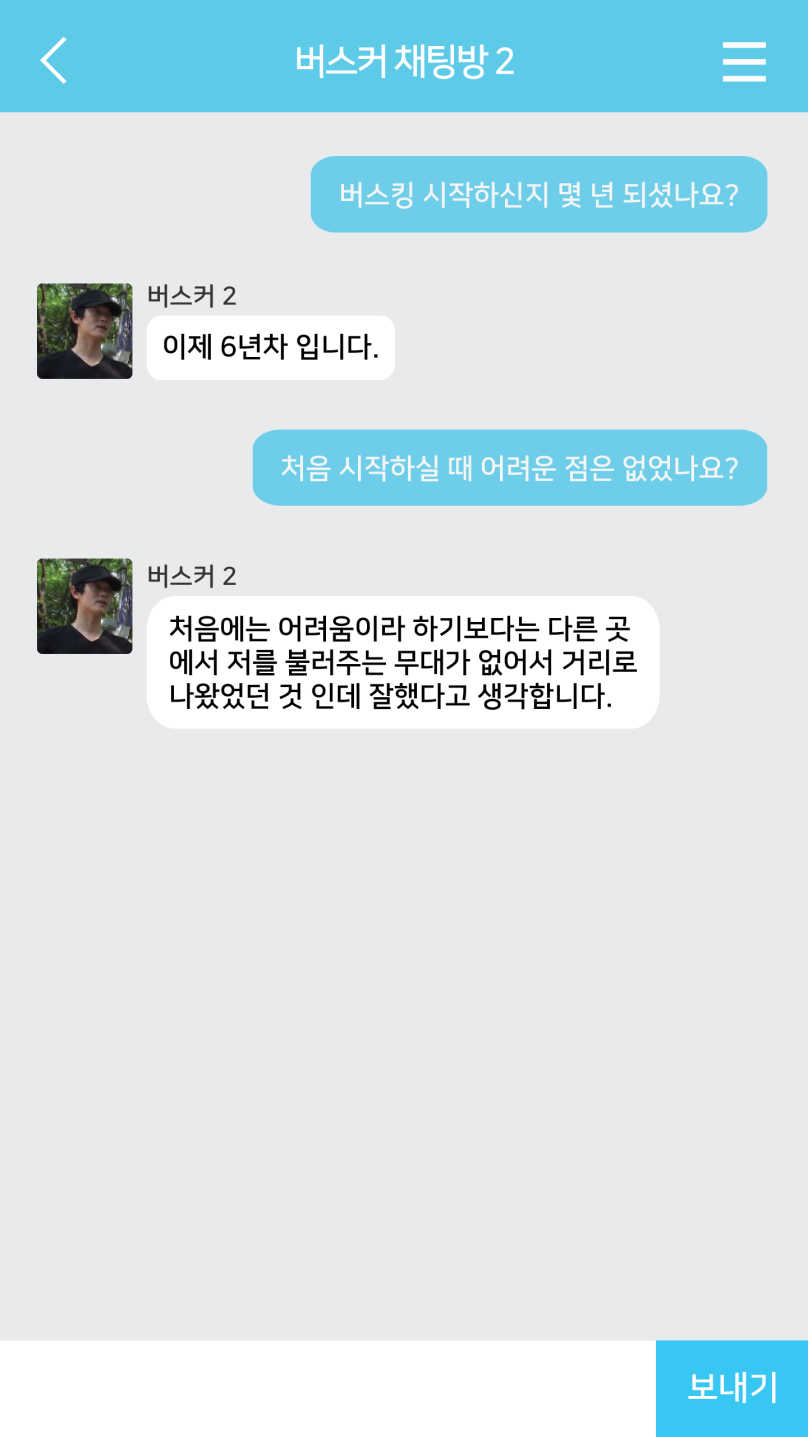 버스커 채팅방 2
버스킹 시작하신지 몇 년 되셨나요?
버스커 2
이제 6년차 입니다.
처음 시작하실 때 어려운 점은 없었나요?
버스커 2
처음에는 어려움이라 하기보다는 다른 곳
에서 저를 불러주는 무대가 없어서 거리로
나왔었던 것 인데 잘했다고 생각합니다.
보내기